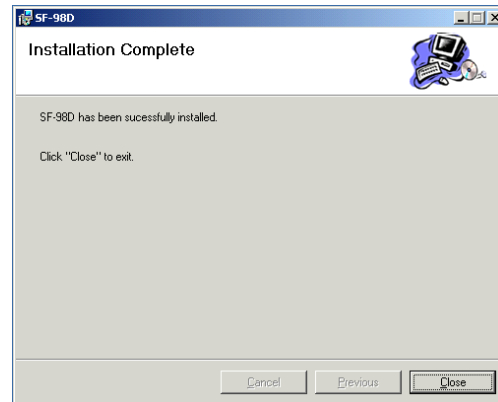 SF-98D
Installation Complete
SF-98D has been sucessfully installed.
Click "Close" to exit.
Cancel
Previous
Close